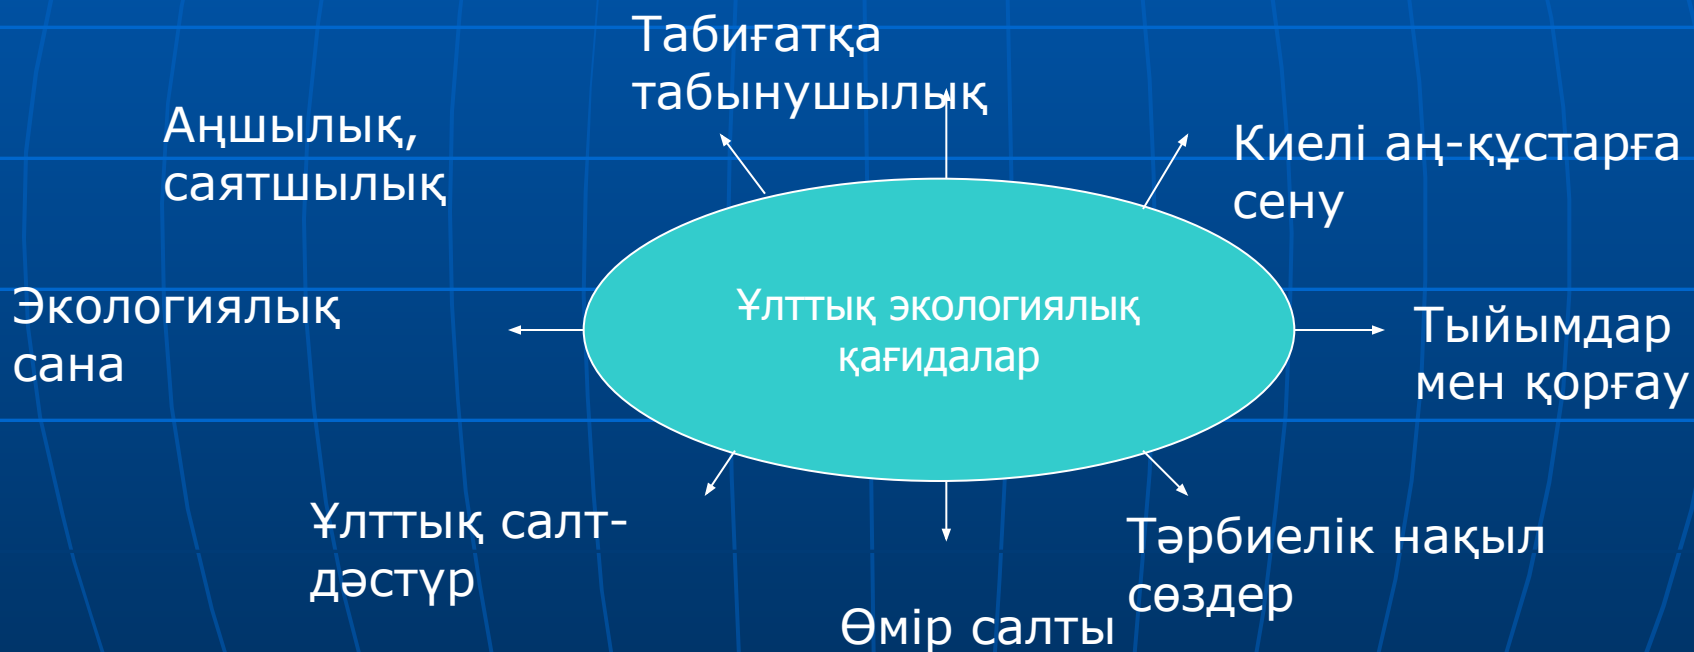 Табиғатқа
табынушылық
Аңшылық,
саятшылық
Киелі аң-құстарға
сену
Экологиялық
сана
Ұлттық экологиялық
қағидалар
Тыйымдар
мен қорғау
Ұлттық салт-
дәстүр
Тәрбиелік нақыл
сөздер
Өмір салты